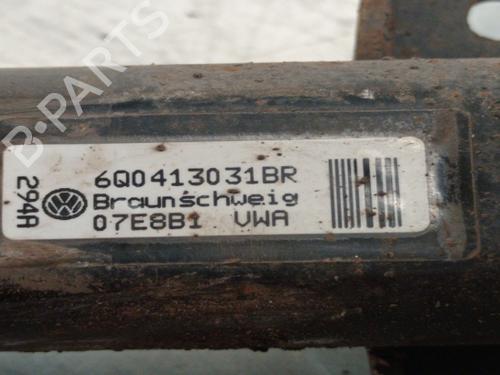 B-PARTS
294A
6Q0413031BR
Braunschweig
07E8B1 VWA